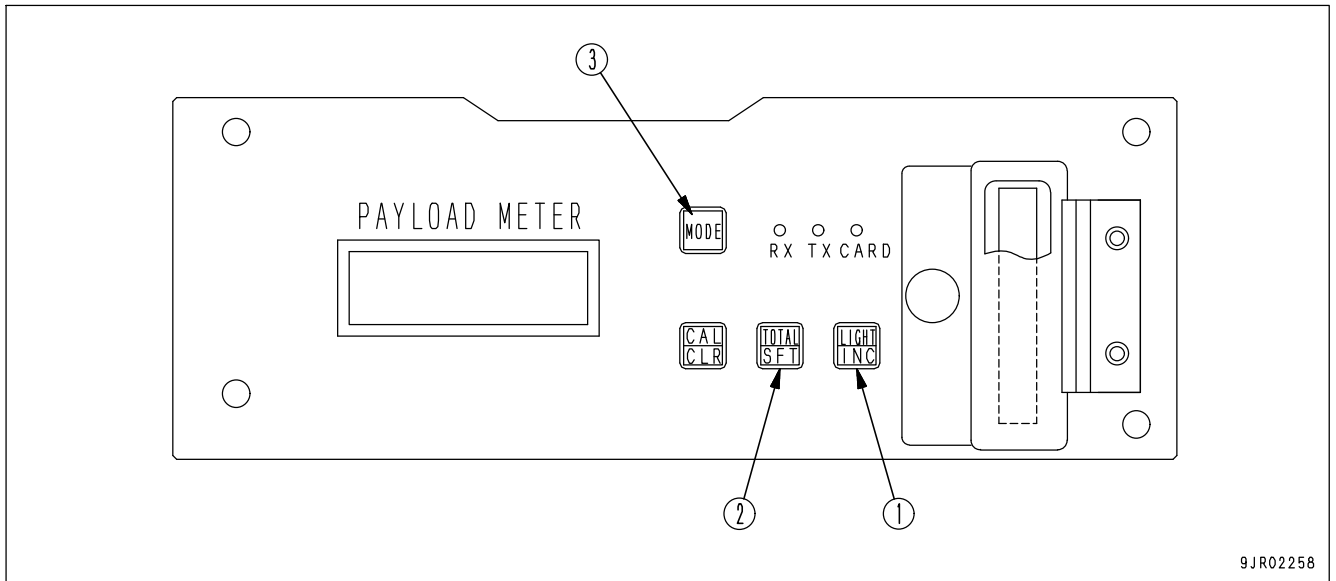 3
PAYLOAD METER
MODE
RX TX CARD
CAL
CLR
TOTAL
SFT
LIGHT
INC
2
1
9JR02258